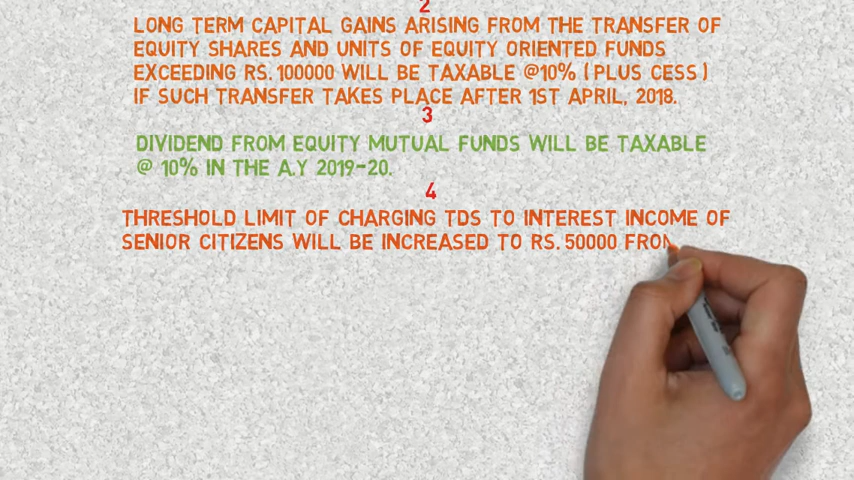 2
LONG TERM CAPITAL GAINS ARISING FROM THE TRANSFER OF
EQUITY SHARES AND UNITS OF EQUITY ORIENTED FUNDS
EXCEEDING RS. 100000 WILL BE TAXABLE @10% (PLUS CESS)
IF SUCH TRANSFER TAKES PLACE AFTER 1ST APRIL, 2018.
3
DIVIDEND FROM EQUITY MUTUAL FUNDS WILL BE TAXABLE
@ 10% IN THE A.Y 2019-20.
4
THRESHOLD LIMIT OF CHARGING TDS TO INTEREST INCOME OF
SENIOR CITIZENS WILL BE INCREASED TO RS. 50000 FROM